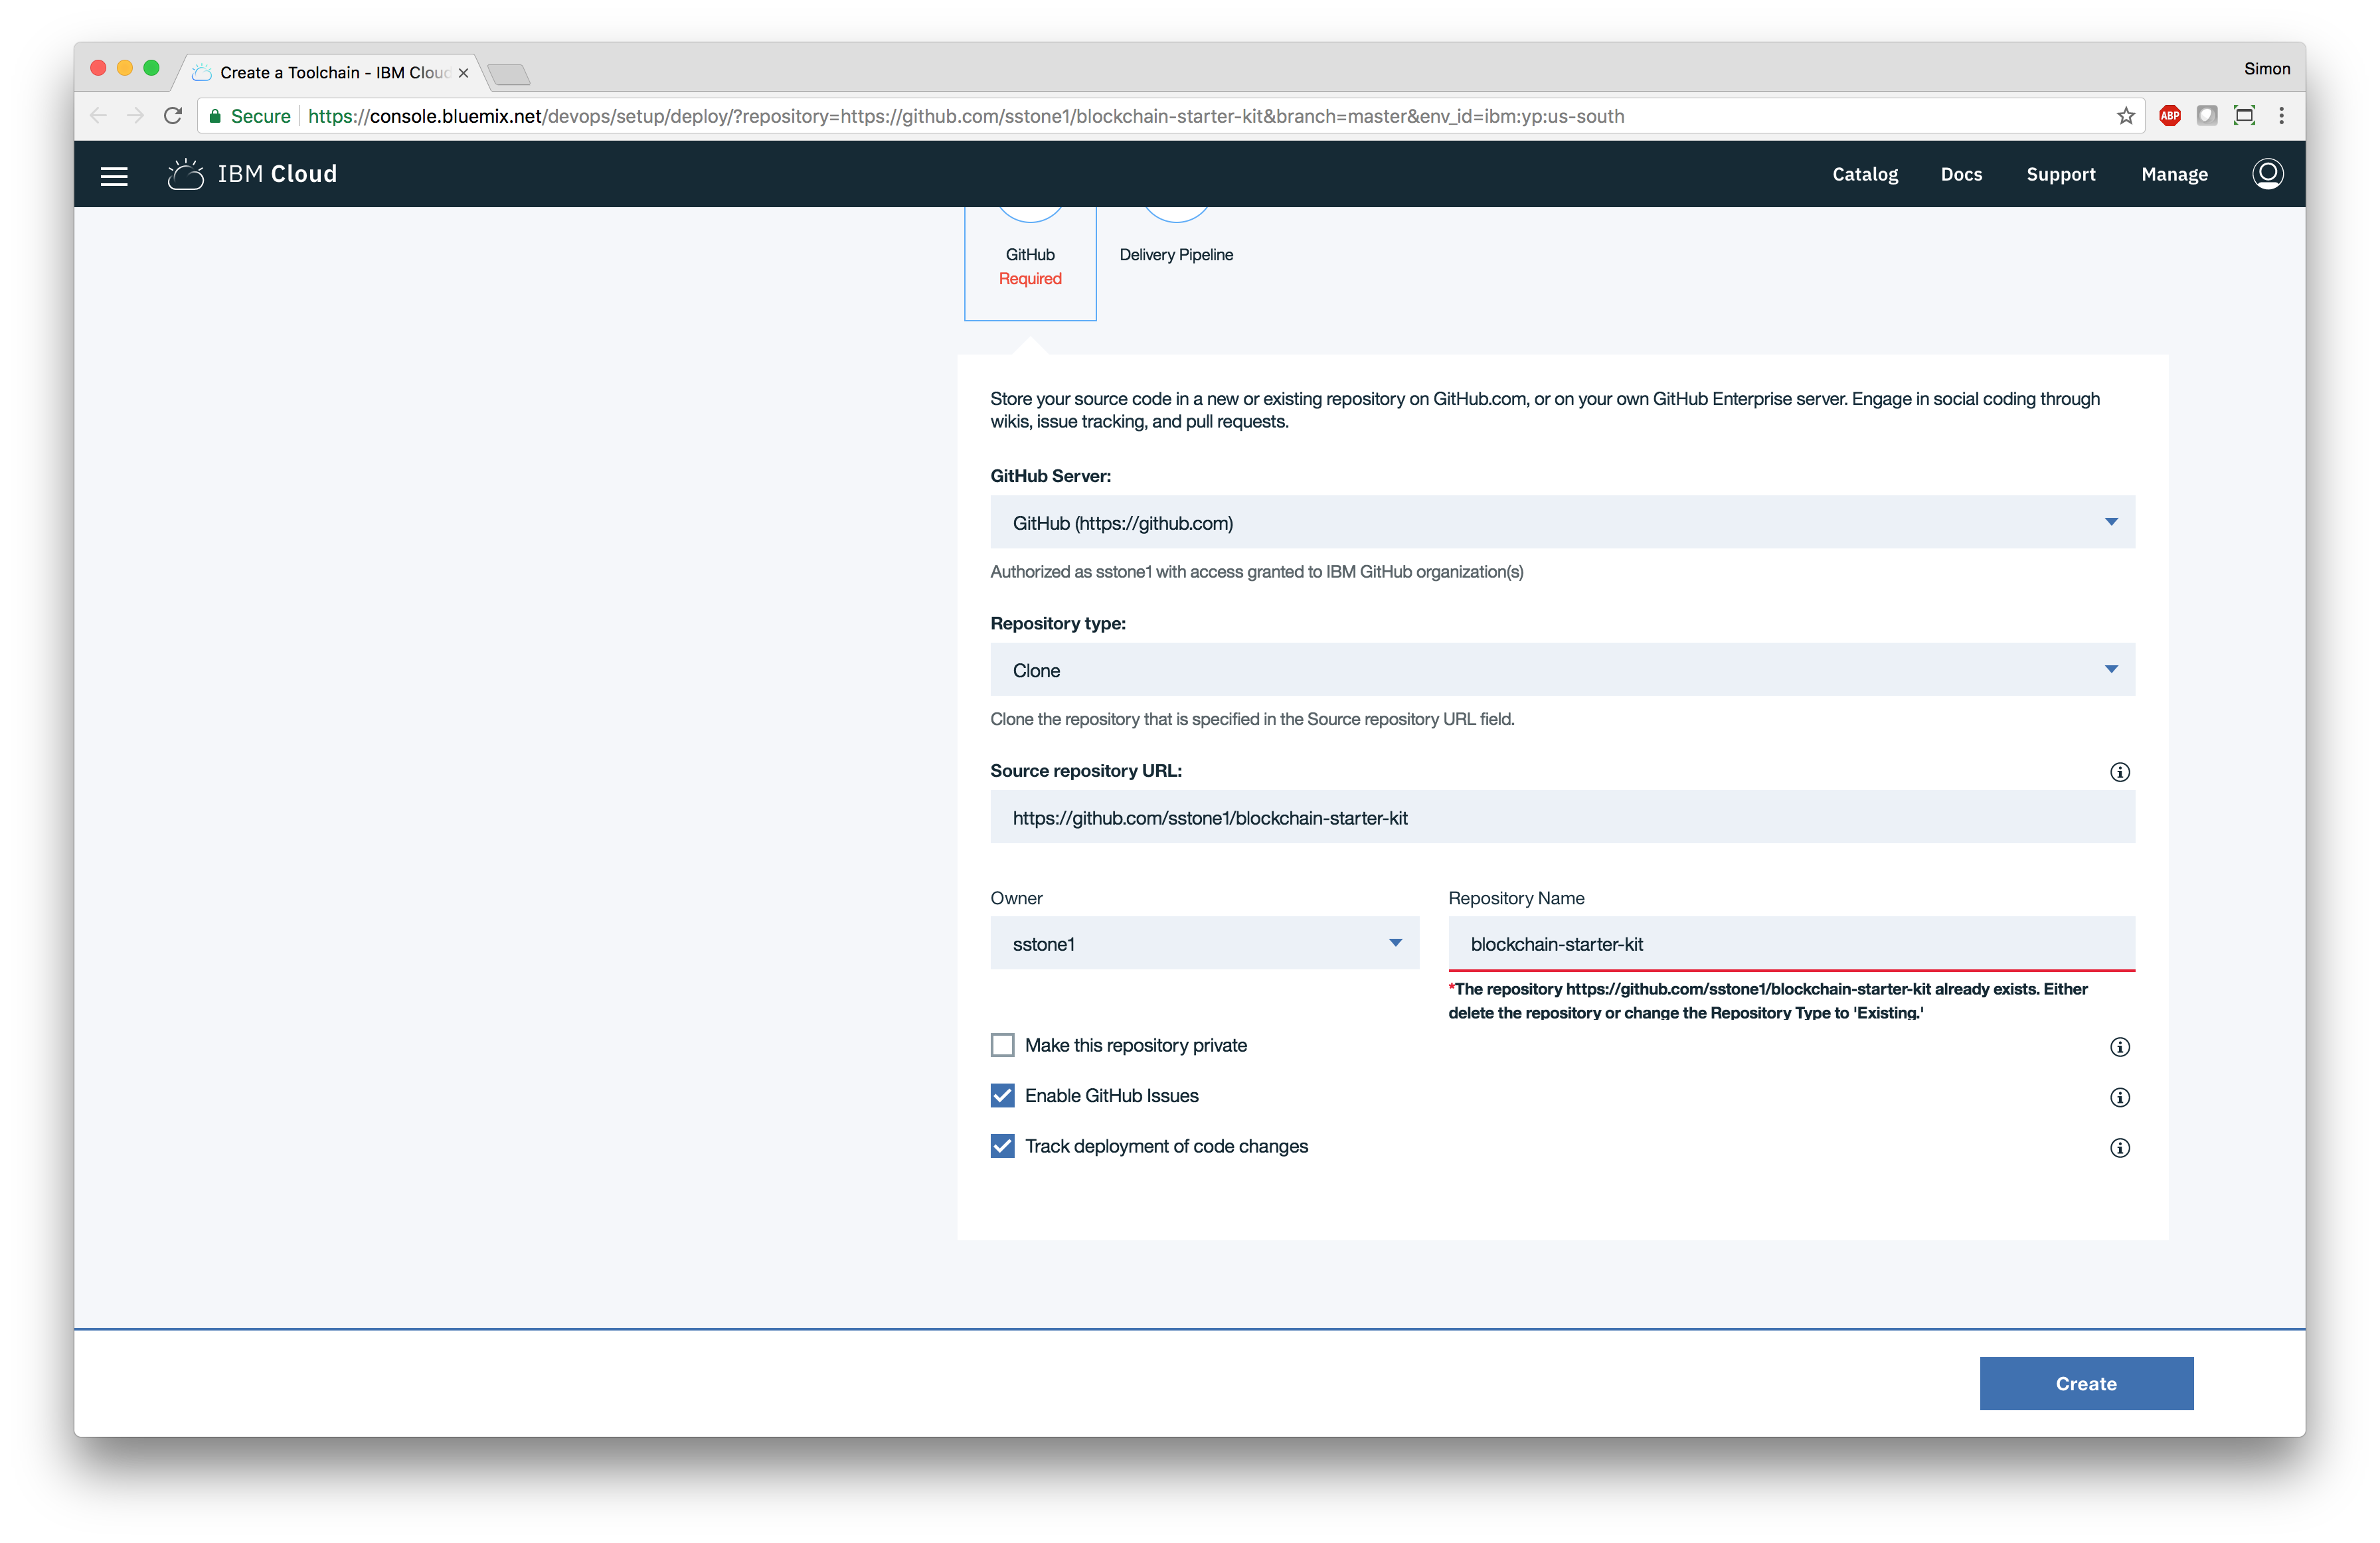 Create a Toolchain - IBM Cloud
Simon
Secure https://console.bluemix.net/devops/setup/deploy/?repository=https://github.com/sstone1/blockchain-starter-kit&branch=master&env_id=ibm:yp:us-south
ABP
IBM Cloud
Catalog Docs Support Manage
GitHub Delivery Pipeline
Required
Store your source code in a new or existing repository on GitHub.com, or on your own GitHub Enterprise server. Engage in social coding through
wikis, issue tracking, and pull requests.
GitHub Server:
GitHub (https://github.com)
Authorized as sstone1 with access granted to IBM GitHub organization(s)
Repository type:
Clone
Clone the repository that is specified in the Source repository URL field.
Source repository URL:
https://github.com/sstone1/blockchain-starter-kit
Owner Repository Name
sstone1 blockchain-starter-kit
*The repository https://github.com/sstone1/blockchain-starter-kit already exists. Either
delete the repository or change the Repository Type to 'Existing.'
Make this repository private
Enable GitHub Issues
Track deployment of code changes
Create